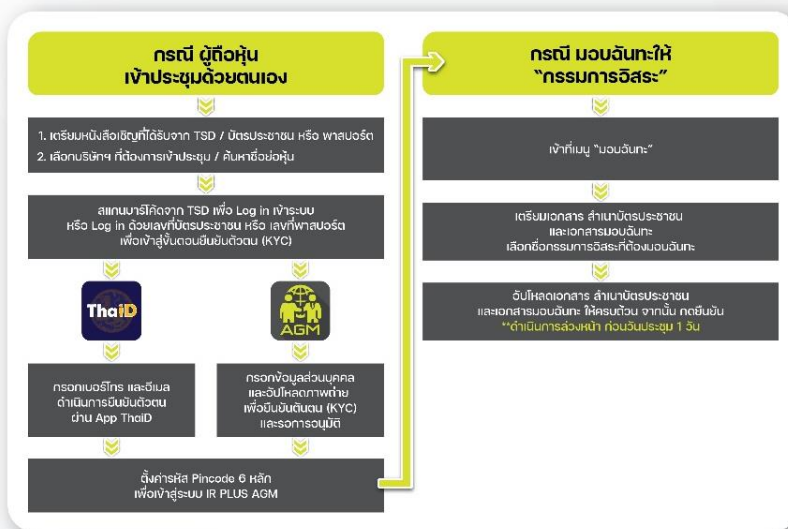 กรณี ผู้ถือหุ้น
เข้าประชุมด้วยตนเอง
1. เตรียมหนังสือเชิญที่ได้รับจาก TSD / บัตรประชาชน หรือ พาสปอร์ต
2. เลือกบริษัทฯ ที่ต้องการเข้าประชุม / ค้นหาชื่อย่อหุ้น
สแกนบาร์โค้ดจาก TSD เพื่อ Log in เข้าระบบ
หรือ Log in ด้วยเลขที่บัตรประชาชน หรือ เลขที่พาสปอร์ต
เพื่อเข้าสู่ขั้นตอนยืนยันตัวตน (KYC)
ThaiD
กรอกเบอร์โทร และอีเมล
ดำเนินการยืนยันตัวตน
ผ่าน App ThaiD
AGM
กรอกข้อมูลส่วนบุคคล
และอัปโหลดภาพถ่าย
เพื่อยืนยันตัวตน (KYC)
และรอการอนุมัติ
ตั้งค่ารหัส Pincode 6 หลัก
เพื่อเข้าสู่ระบบ IR PLUS AGM
กรณี มอบฉันทะให้
“กรรมการอิสระ”
เข้าที่เมนู “มอบฉันทะ”
เตรียมเอกสาร สำเนาบัตรประชาชน
และเอกสารมอบฉันทะ
เลือกชื่อกรรมการอิสระที่ต้องมอบฉันทะ
อัปโหลดเอกสาร สำเนาบัตรประชาชน
และเอกสารมอบฉันทะ ให้ครบถ้วน จากนั้น กดยืนยัน
**ดำเนินการล่วงหน้า ก่อนวันประชุม 1 วัน